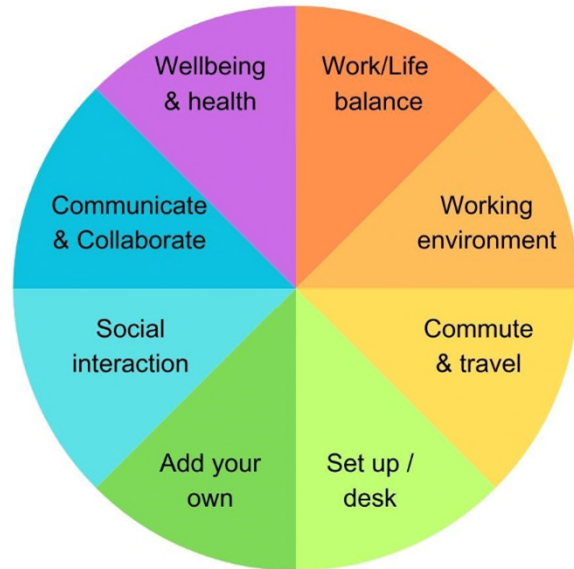 Wellbeing
& health
Work/Life
balance
Working
environment
Commute
& travel
Set up /
desk
Add your
own
Social
interaction
Communicate
& Collaborate